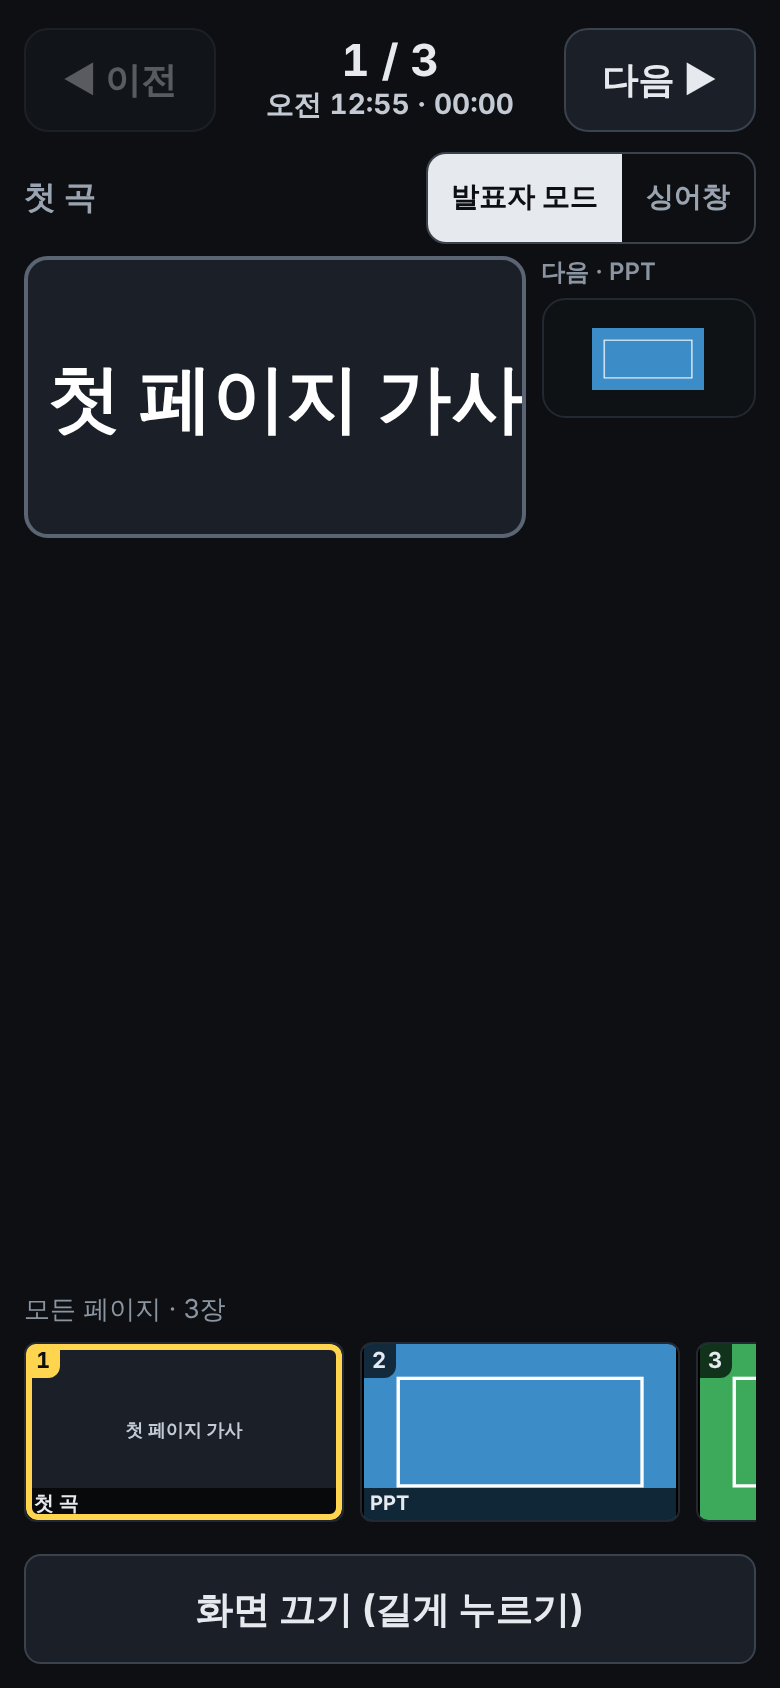 ◀ 이전
1 / 3
오전 12:55 · 00:00
다음 ▶
첫 곡
발표자 모드
싱어창
첫 페이지 가사
다음 · PPT
모든 페이지 · 3장
1
첫 페이지 가사
첫 곡
2
PPT
3
화면 끄기 (길게 누르기)